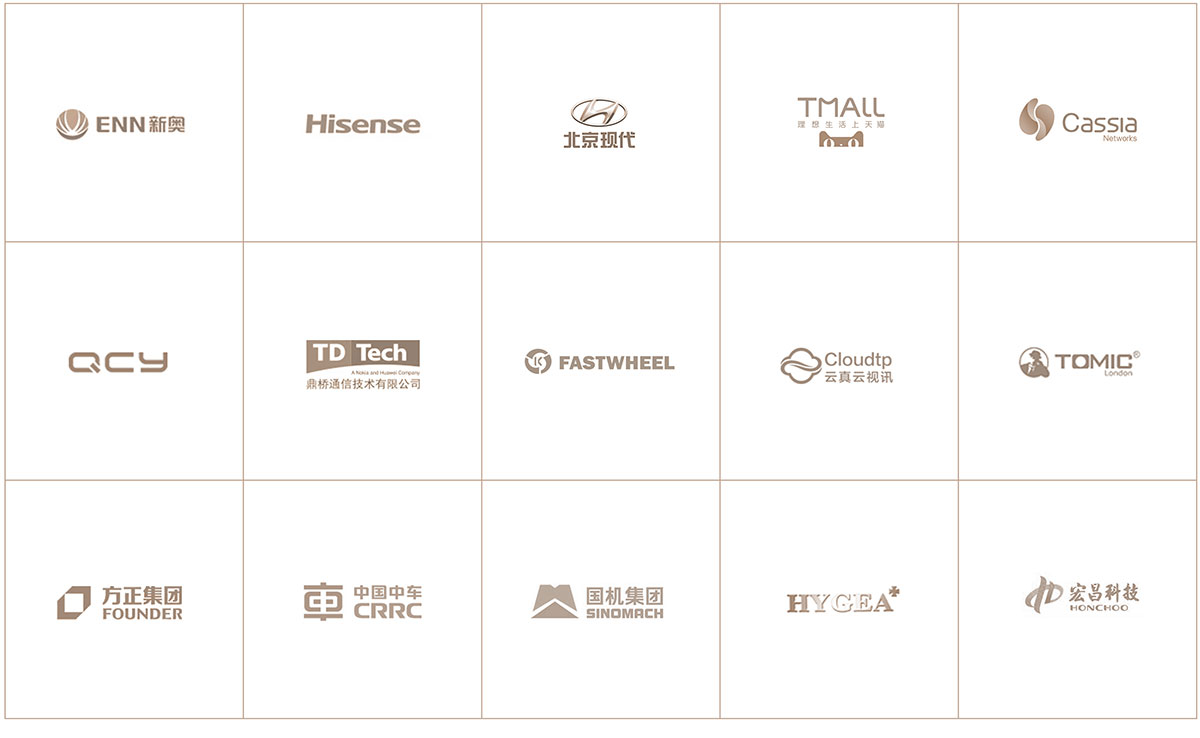 ENN新奥
Hisense
北京现代
TMALL
理想生活上天猫
Cassia
Networks
QCY
TD Tech
A Nokia and Huawei Company
鼎桥通信技术有限公司
FASTWHEEL
Cloudtp
云真云视讯
TOMIC®
London
方正集团
FOUNDER
中国中车
CRRC
国机集团
SINOMACH
HYGEA
宏昌科技
HONCHOO